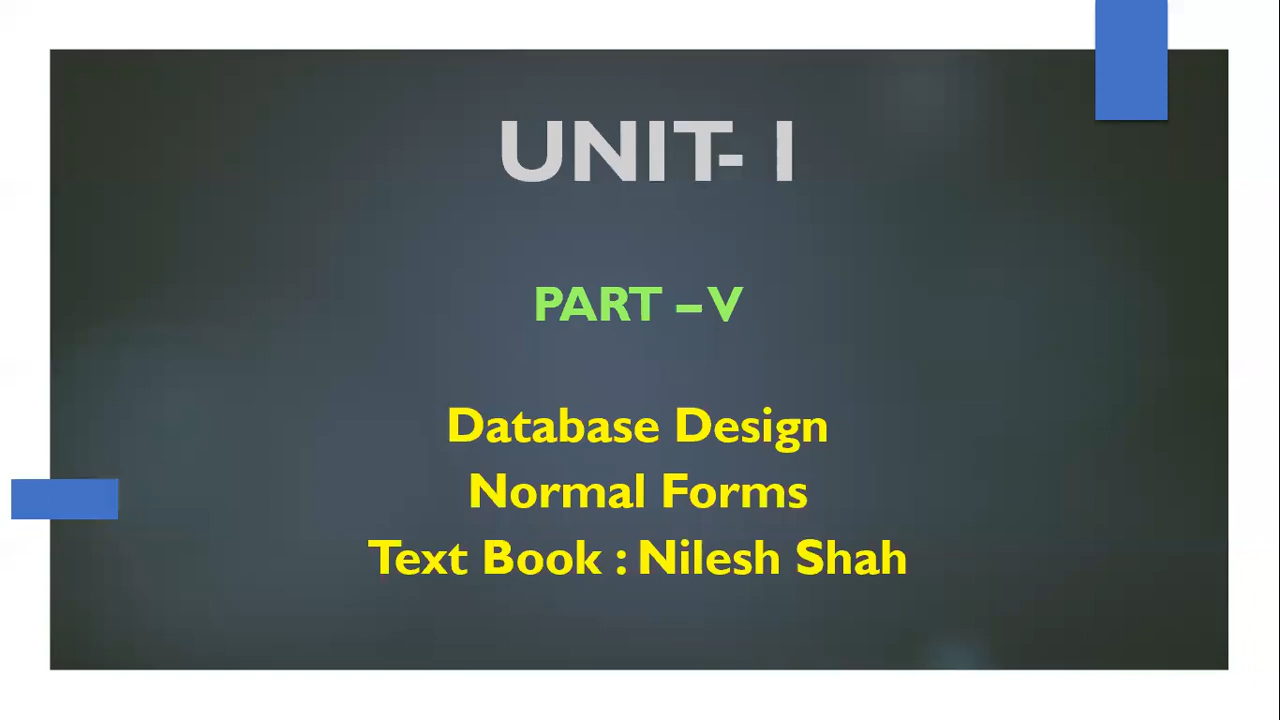 UNIT- I
PART – V
Database Design
Normal Forms
Text Book : Nilesh Shah